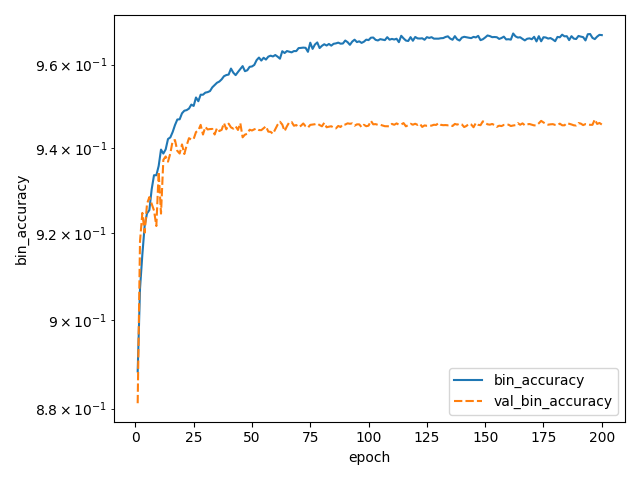 9.6 × 10⁻¹
9.4 × 10⁻¹
9.2 × 10⁻¹
9 × 10⁻¹
8.8 × 10⁻¹
bin_accuracy
0 25 50 75 100 125 150 175 200
epoch
bin_accuracy
val_bin_accuracy